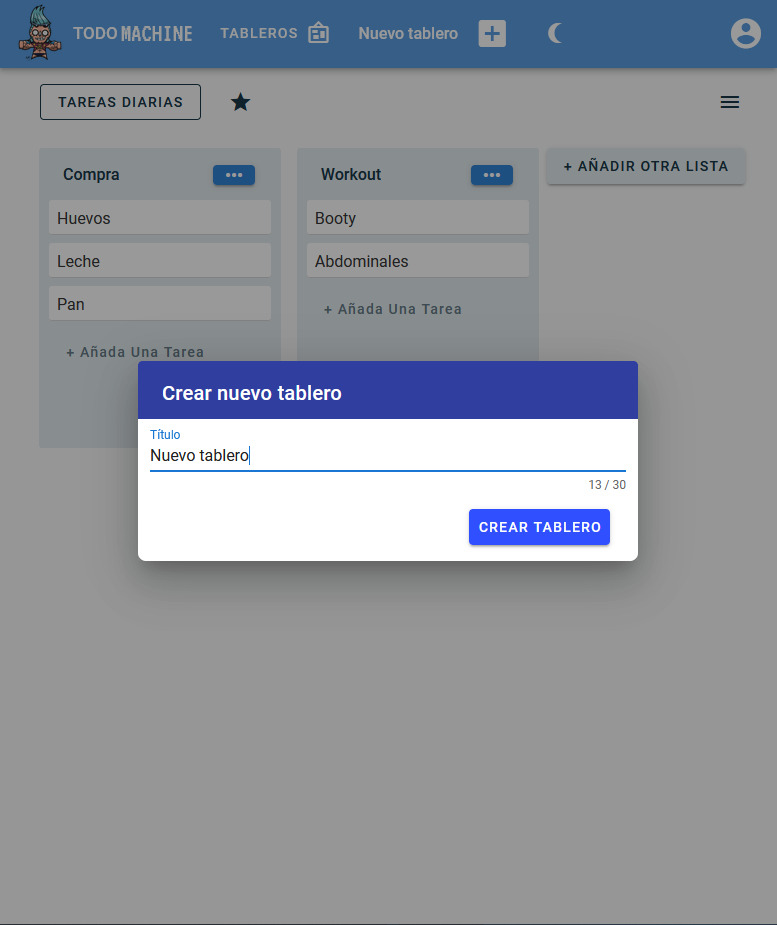 TODO MACHINE TABLEROS Nuevo tablero
TAREAS DIARIAS
Compra
Huevos
Leche
Pan
+ Añada Una Tarea
Workout
Booty
Abdominales
+ Añada Una Tarea
+ AÑADIR OTRA LISTA
Crear nuevo tablero
Título
Nuevo tablero
13 / 30
CREAR TABLERO